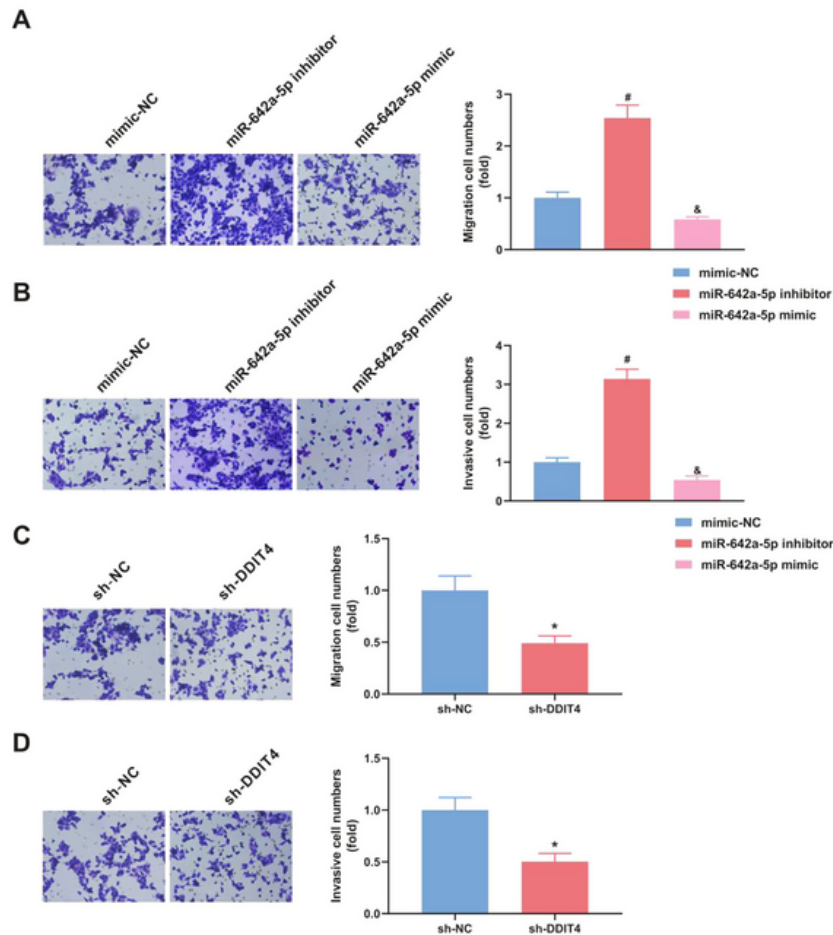 A
mimic-NC
miR-642a-5p inhibitor
miR-642a-5p mimic
Migration cell numbers
(fold)
3
2
1
0
#
&
mimic-NC
miR-642a-5p inhibitor
miR-642a-5p mimic
B
mimic-NC
miR-642a-5p inhibitor
miR-642a-5p mimic
Invasive cell numbers
(fold)
4
3
2
1
0
#
&
mimic-NC
miR-642a-5p inhibitor
miR-642a-5p mimic
C
sh-NC
sh-DDIT4
Migration cell numbers
(fold)
1.5
1.0
0.5
0.0
*
sh-NC
sh-DDIT4
D
sh-NC
sh-DDIT4
Invasive cell numbers
(fold)
1.5
1.0
0.5
0.0
*
sh-NC
sh-DDIT4